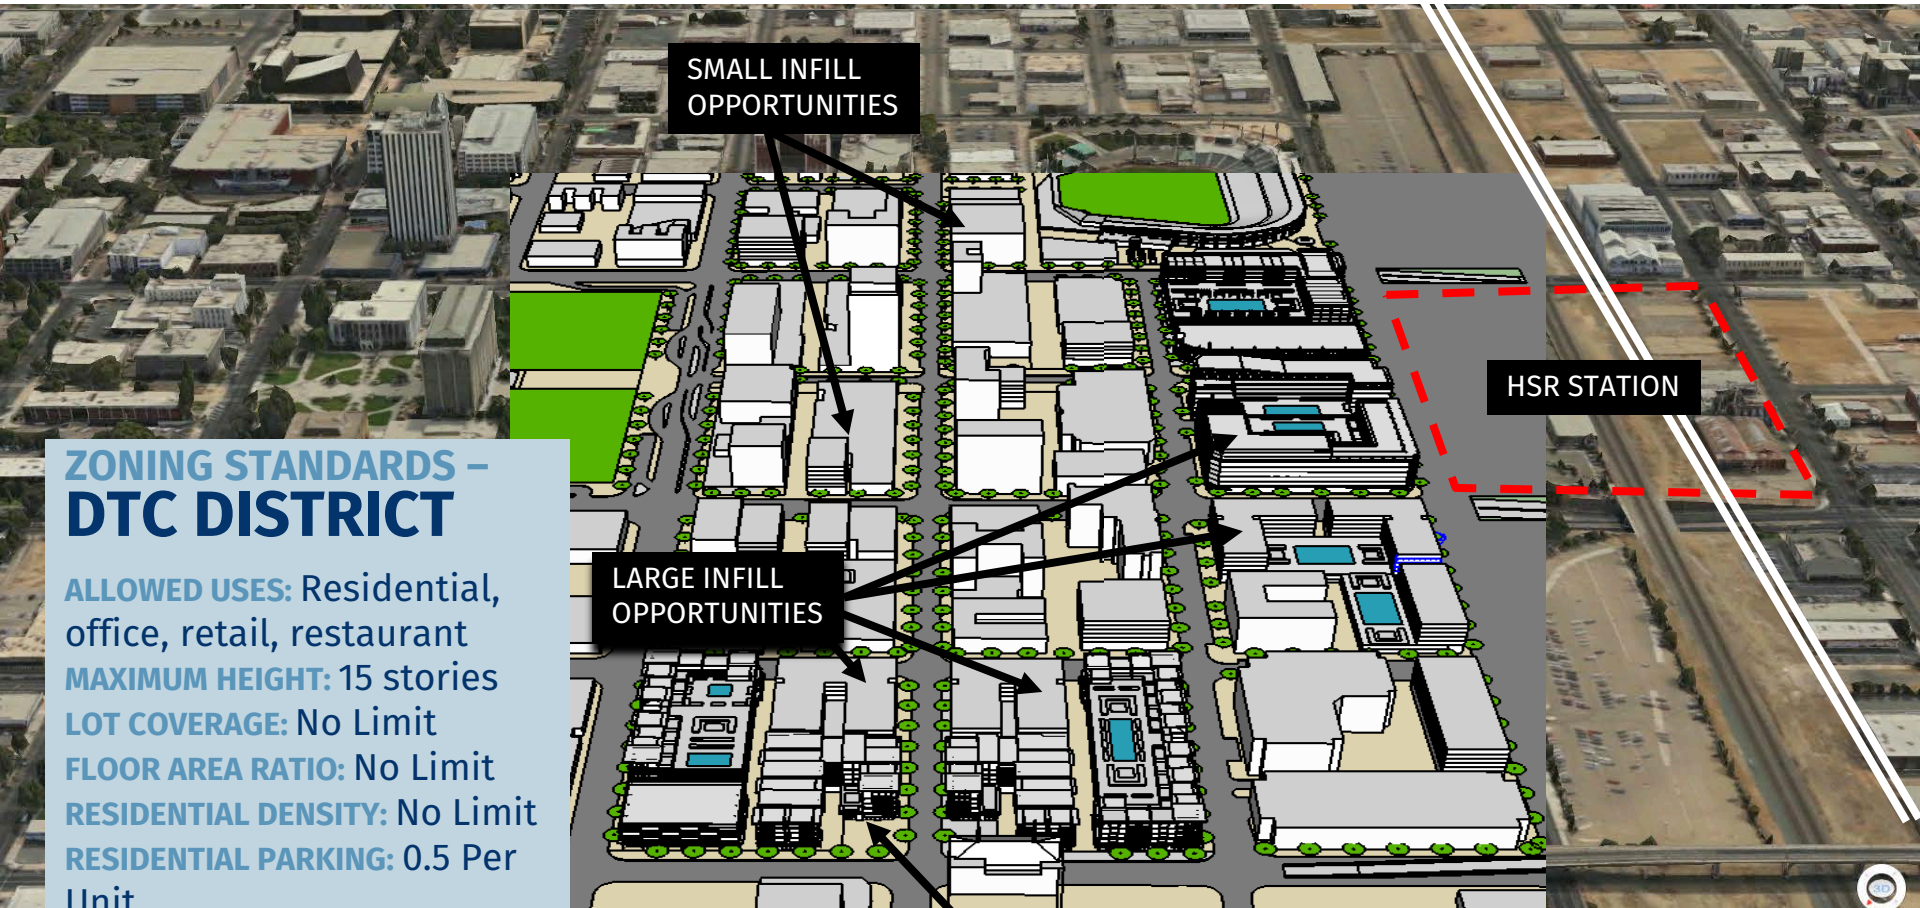 SMALL INFILL
OPPORTUNITIES
HSR STATION
ZONING STANDARDS –
DTC DISTRICT
ALLOWED USES: Residential,
office, retail, restaurant
MAXIMUM HEIGHT: 15 stories
LOT COVERAGE: No Limit
FLOOR AREA RATIO: No Limit
RESIDENTIAL DENSITY: No Limit
RESIDENTIAL PARKING: 0.5 Per
Unit
LARGE INFILL
OPPORTUNITIES
3D